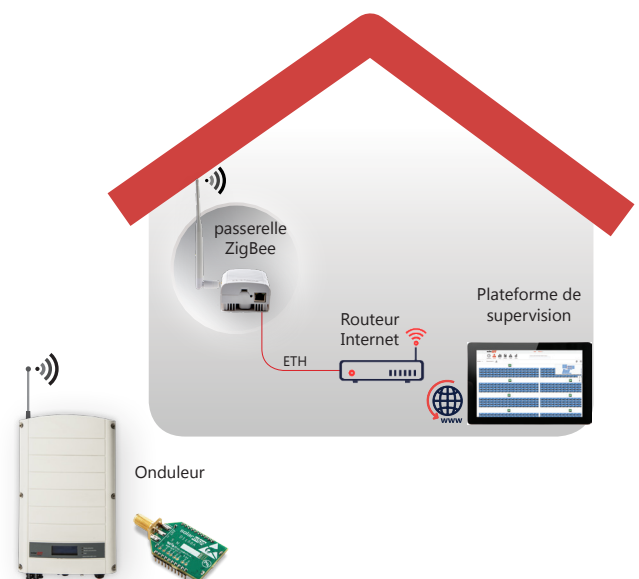 passerelle
ZigBee
Plateforme de
supervision
Routeur
Internet
ETH
www
Onduleur